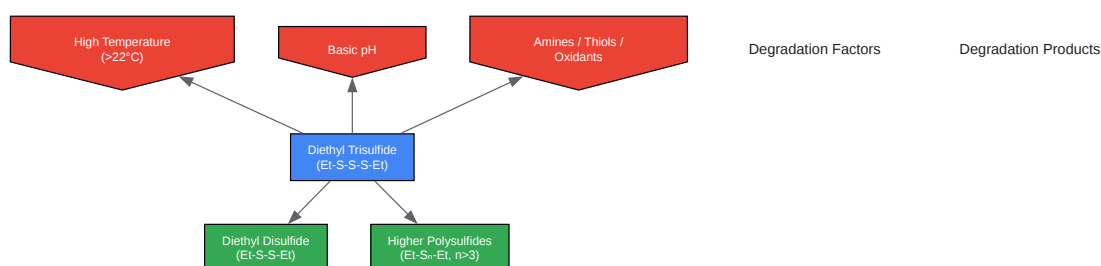 High Temperature
(>22°C)
Basic pH
Amines / Thiols /
Oxidants
Degradation Factors
Degradation Products
Diethyl Trisulfide
(Et-S-S-S-Et)
Diethyl Disulfide
(Et-S-S-Et)
Higher Polysulfides
(Et-Sₙ-Et, n>3)